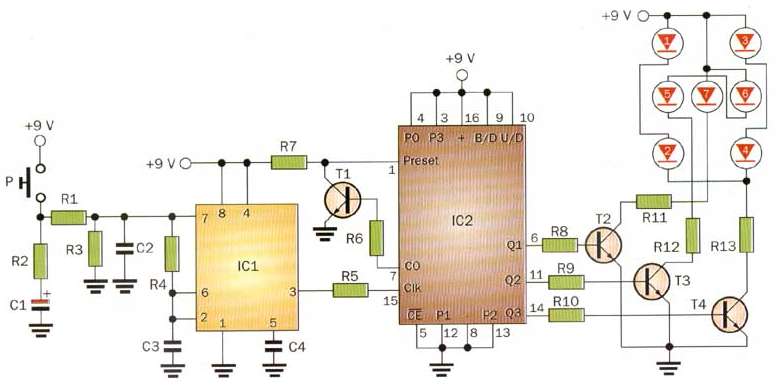 +9 V
P
R1
R2
C1
+
R3
C2
R4
C3
+9 V
R7
8
4
7
6
2
1
5
3
IC1
C4
R5
R6
T1
+9 V
4
3
16
9
10
P0
P3
+
B/D
U/D
1
Preset
IC2
CO
7
Clk
15
CE
P1
P2
5
12
8
13
Q1
6
Q2
11
Q3
14
R8
R9
R10
T2
T3
T4
R11
R12
R13
+9 V
1
3
5
7
6
2
4